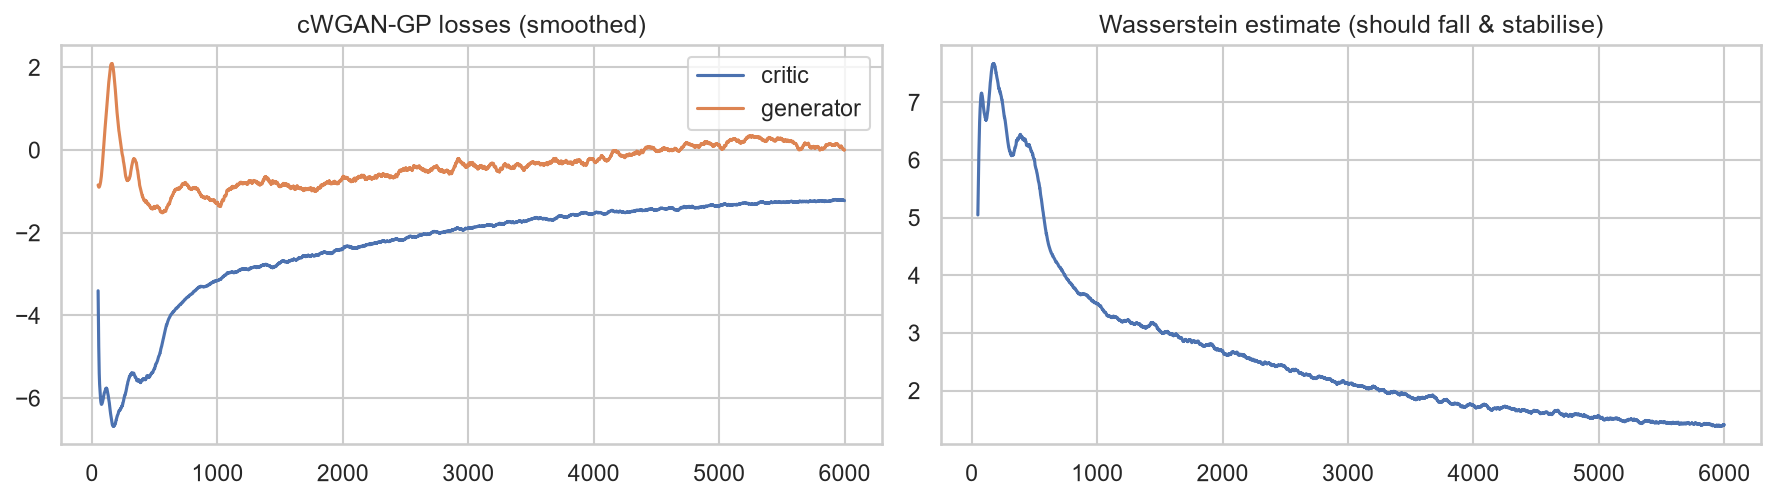 cWGAN-GP losses (smoothed)
2
0
−2
−4
−6
critic
generator
0 1000 2000 3000 4000 5000 6000
Wasserstein estimate (should fall & stabilise)
7
6
5
4
3
2
0 1000 2000 3000 4000 5000 6000